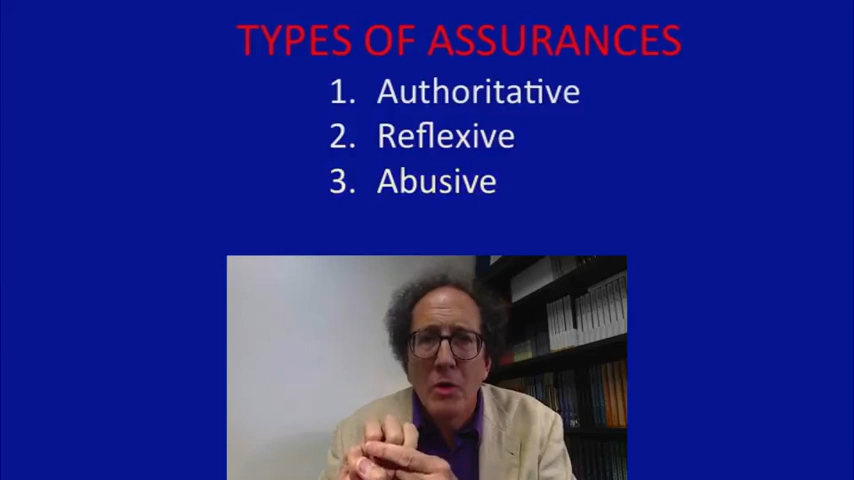 TYPES OF ASSURANCES
1. Authoritative
2. Reflexive
3. Abusive